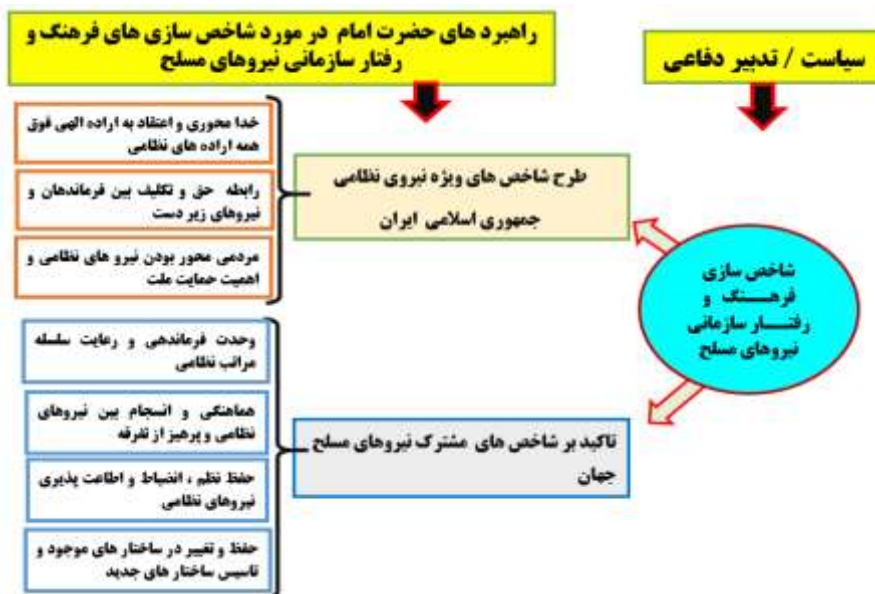 سیاست / تدبیر دفاعی
راهبرد های حضرت امام در مورد شاخص سازی های فرهنگ و
رفتار سازمانی نیروهای مسلح
شاخص سازی
فرهنگ و
رفتار سازمانی
نیروهای مسلح
طرح شاخص های ویژه نیروی نظامی
جمهوری اسلامی ایران
خدا محوری و اعتقاد به اراده الهی فوق
همه اراده های نظامی
رابطه حق و تکلیف بین فرماندهان و
نیروهای زیر دست
مردمی محور بودن نیرو های نظامی و
اهمیت حمایت ملت
تاکید بر شاخص های مشترک نیروهای مسلح
جهان
وحدت فرماندهی و رعایت سلسله
مراتب نظامی
هماهنگی و انسجام بین نیروهای
نظامی و پرهیز از تفرقه
حفظ نظم ، انضباط و اطاعت پذیری
نیروهای نظامی
حفظ و تغییر در ساختار های موجود و
تاسیس ساختار های جدید